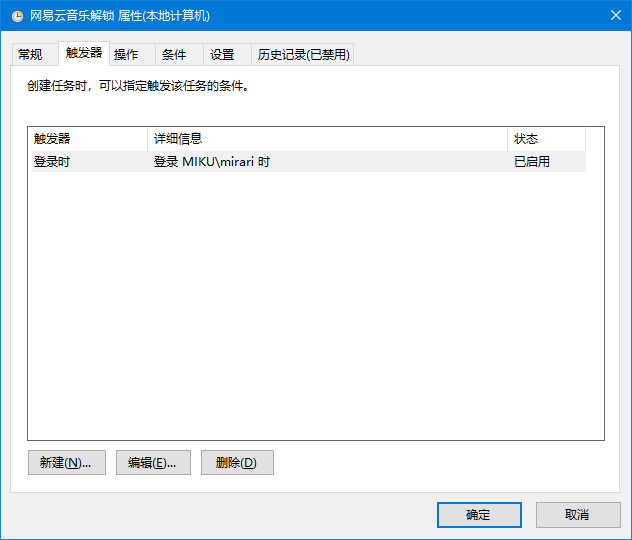 网易云音乐解锁 属性(本地计算机)
常规 触发器 操作 条件 设置 历史记录(已禁用)
创建任务时，可以指定触发该任务的条件。
触发器 详细信息 状态
登录时 登录 MIKU\mirari 时 已启用
新建(N)... 编辑(E)... 删除(D)
确定 取消